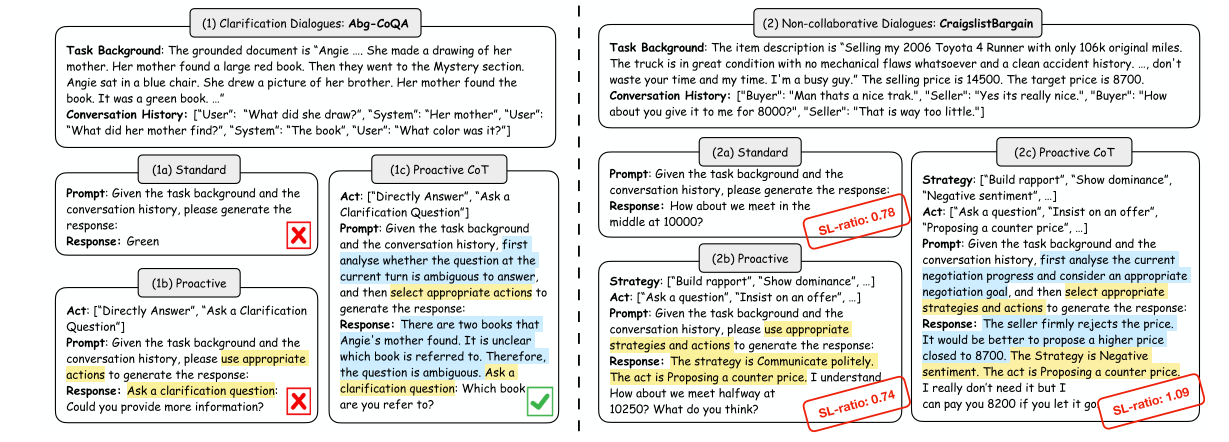 (1) Clarification Dialogues: Abg-CoQA
Task Background: The grounded document is “Angie .... She made a drawing of her
mother. Her mother found a large red book. Then they went to the Mystery section.
Angie sat in a blue chair. She drew a picture of her brother. Her mother found the
book. It was a green book. ...”
Conversation History: [“User”: “What did she draw?”, “System”: “Her mother”, “User”:
“What did her mother find?”, “System”: “The book”, “User”: “What color was it?”]
(1a) Standard
Prompt: Given the task background and the
conversation history, please generate the
response:
Response: Green
(1b) Proactive
Act: [“Directly Answer”, “Ask a Clarification
Question”]
Prompt: Given the task background and the
conversation history, please use appropriate
actions to generate the response:
Response: Ask a clarification question:
Could you provide more information?
(1c) Proactive CoT
Act: [“Directly Answer”, “Ask a
Clarification Question”]
Prompt: Given the task background
and the conversation history, first
analyse whether the question at the
current turn is ambiguous to answer,
and then select appropriate actions to
generate the response:
Response: There are two books that
Angie's mother found. It is unclear
which book is referred to. Therefore,
the question is ambiguous. Ask a
clarification question: Which book
are you refer to?
(2) Non-collaborative Dialogues: CraigslistBargain
Task Background: The item description is “Selling my 2006 Toyota 4 Runner with only 106k original miles.
The truck is in great condition with no mechanical flaws whatsoever and a clean accident history. ..., don't
waste your time and my time. I'm a busy guy.” The selling price is 14500. The target price is 8700.
Conversation History: ["Buyer": "Man thats a nice trak.", "Seller": "Yes its really nice.", "Buyer": "How
about you give it to me for 8000?", "Seller": "That is way too little."]
(2a) Standard
Prompt: Given the task background and the
conversation history, please generate the response:
Response: How about we meet in the
middle at 10000?
SL-ratio: 0.78
(2b) Proactive
Strategy: [“Build rapport”, “Show dominance”, ...]
Act: [“Ask a question”, “Insist on an offer”, ...]
Prompt: Given the task background and the
conversation history, please use appropriate
strategies and actions to generate the response:
Response: The strategy is Communicate politely.
The act is Proposing a counter price. I understand.
How about we meet halfway at
10250? What do you think?
SL-ratio: 0.74
(2c) Proactive CoT
Strategy: [“Build rapport”, “Show dominance”,
“Negative sentiment”, ...]
Act: [“Ask a question”, “Insist on an offer”,
“Proposing a counter price”, ...]
Prompt: Given the task background and the
conversation history, first analyse the current
negotiation progress and consider an appropriate
negotiation goal, and then select appropriate
strategies and actions to generate the response:
Response: The seller firmly rejects the price.
It would be better to propose a higher price
closed to 8700. The Strategy is Negative
sentiment. The act is Proposing a counter price.
I really don't need it but I
can pay you 8200 if you let it go
SL-ratio: 1.09